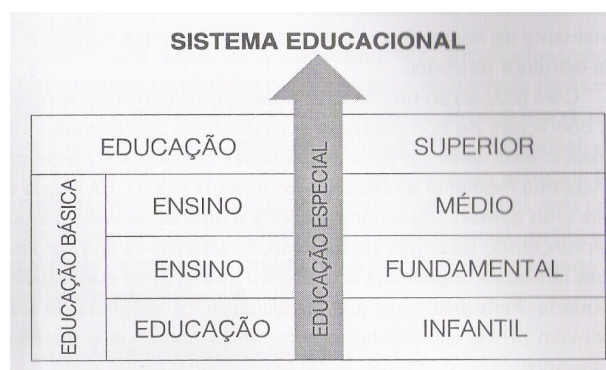 SISTEMA EDUCACIONAL
EDUCAÇÃO SUPERIOR
ENSINO MÉDIO
ENSINO FUNDAMENTAL
EDUCAÇÃO INFANTIL
EDUCAÇÃO BÁSICA
EDUCAÇÃO ESPECIAL